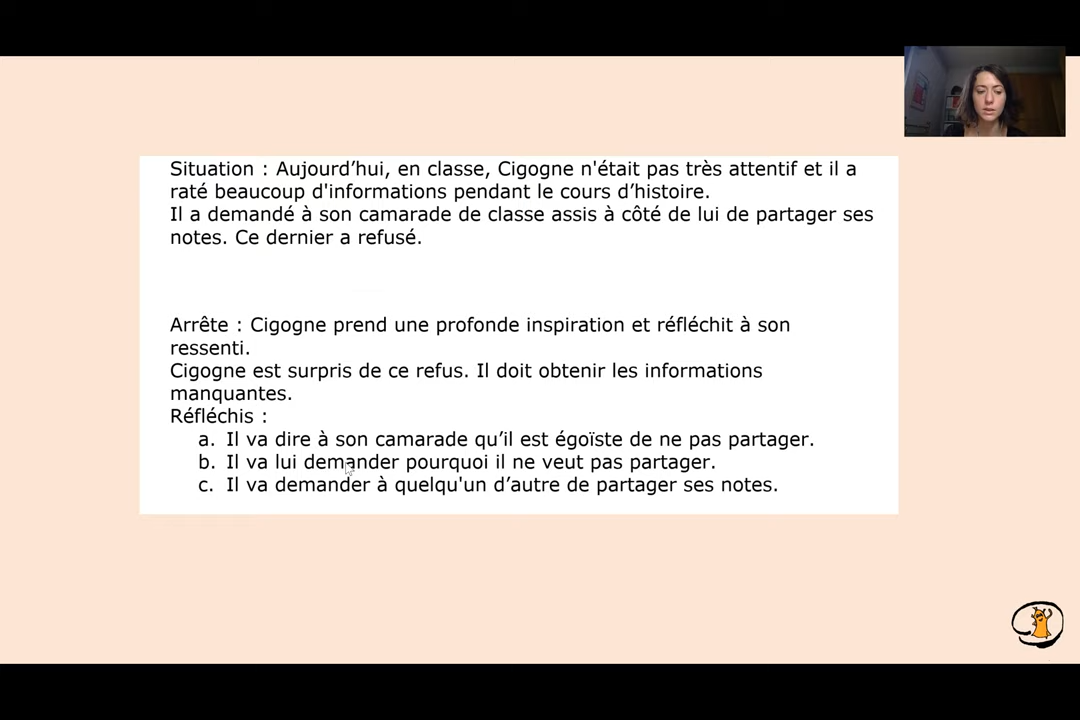 Situation : Aujourd’hui, en classe, Cigogne n'était pas très attentif et il a
raté beaucoup d'informations pendant le cours d’histoire.
Il a demandé à son camarade de classe assis à côté de lui de partager ses
notes. Ce dernier a refusé.
Arrête : Cigogne prend une profonde inspiration et réfléchit à son
ressenti.
Cigogne est surpris de ce refus. Il doit obtenir les informations
manquantes.
Réfléchis :
a. Il va dire à son camarade qu’il est égoïste de ne pas partager.
b. Il va lui demander pourquoi il ne veut pas partager.
c. Il va demander à quelqu'un d’autre de partager ses notes.